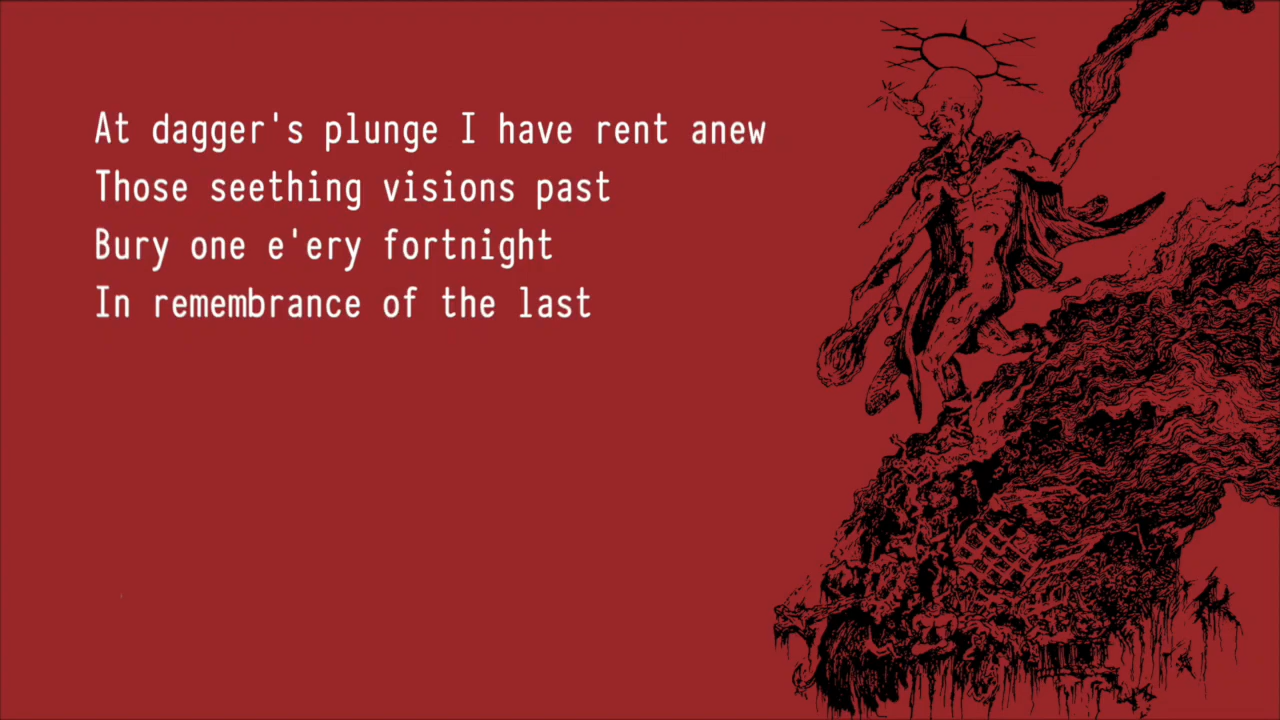 At dagger's plunge I have rent anew
Those seething visions past
Bury one e'ery fortnight
In remembrance of the last